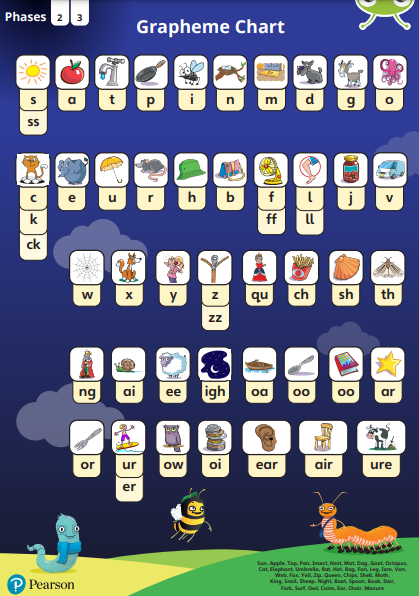 Phases 2 3
Grapheme Chart
s a t p i n m d g o
ss
c e u r h b f l j v
k ff ll
ck
w x y z qu ch sh th
zz
ng ai ee igh oa oo oo ar
or ur ow oi ear air ure
er
Sun, Apple, Tap, Pan, Insect, Nest, Mat, Dog, Goat, Octopus,
Cat, Elephant, Umbrella, Rat, Hat, Bag, Fan, Leg, Jam, Van,
Web, Fox, Yell, Zip, Queen, Chips, Shell, Moth,
King, Snail, Sheep, Night, Boat, Spoon, Book, Star,
Fork, Surf, Owl, Coins, Ear, Chair, Manure
Pearson